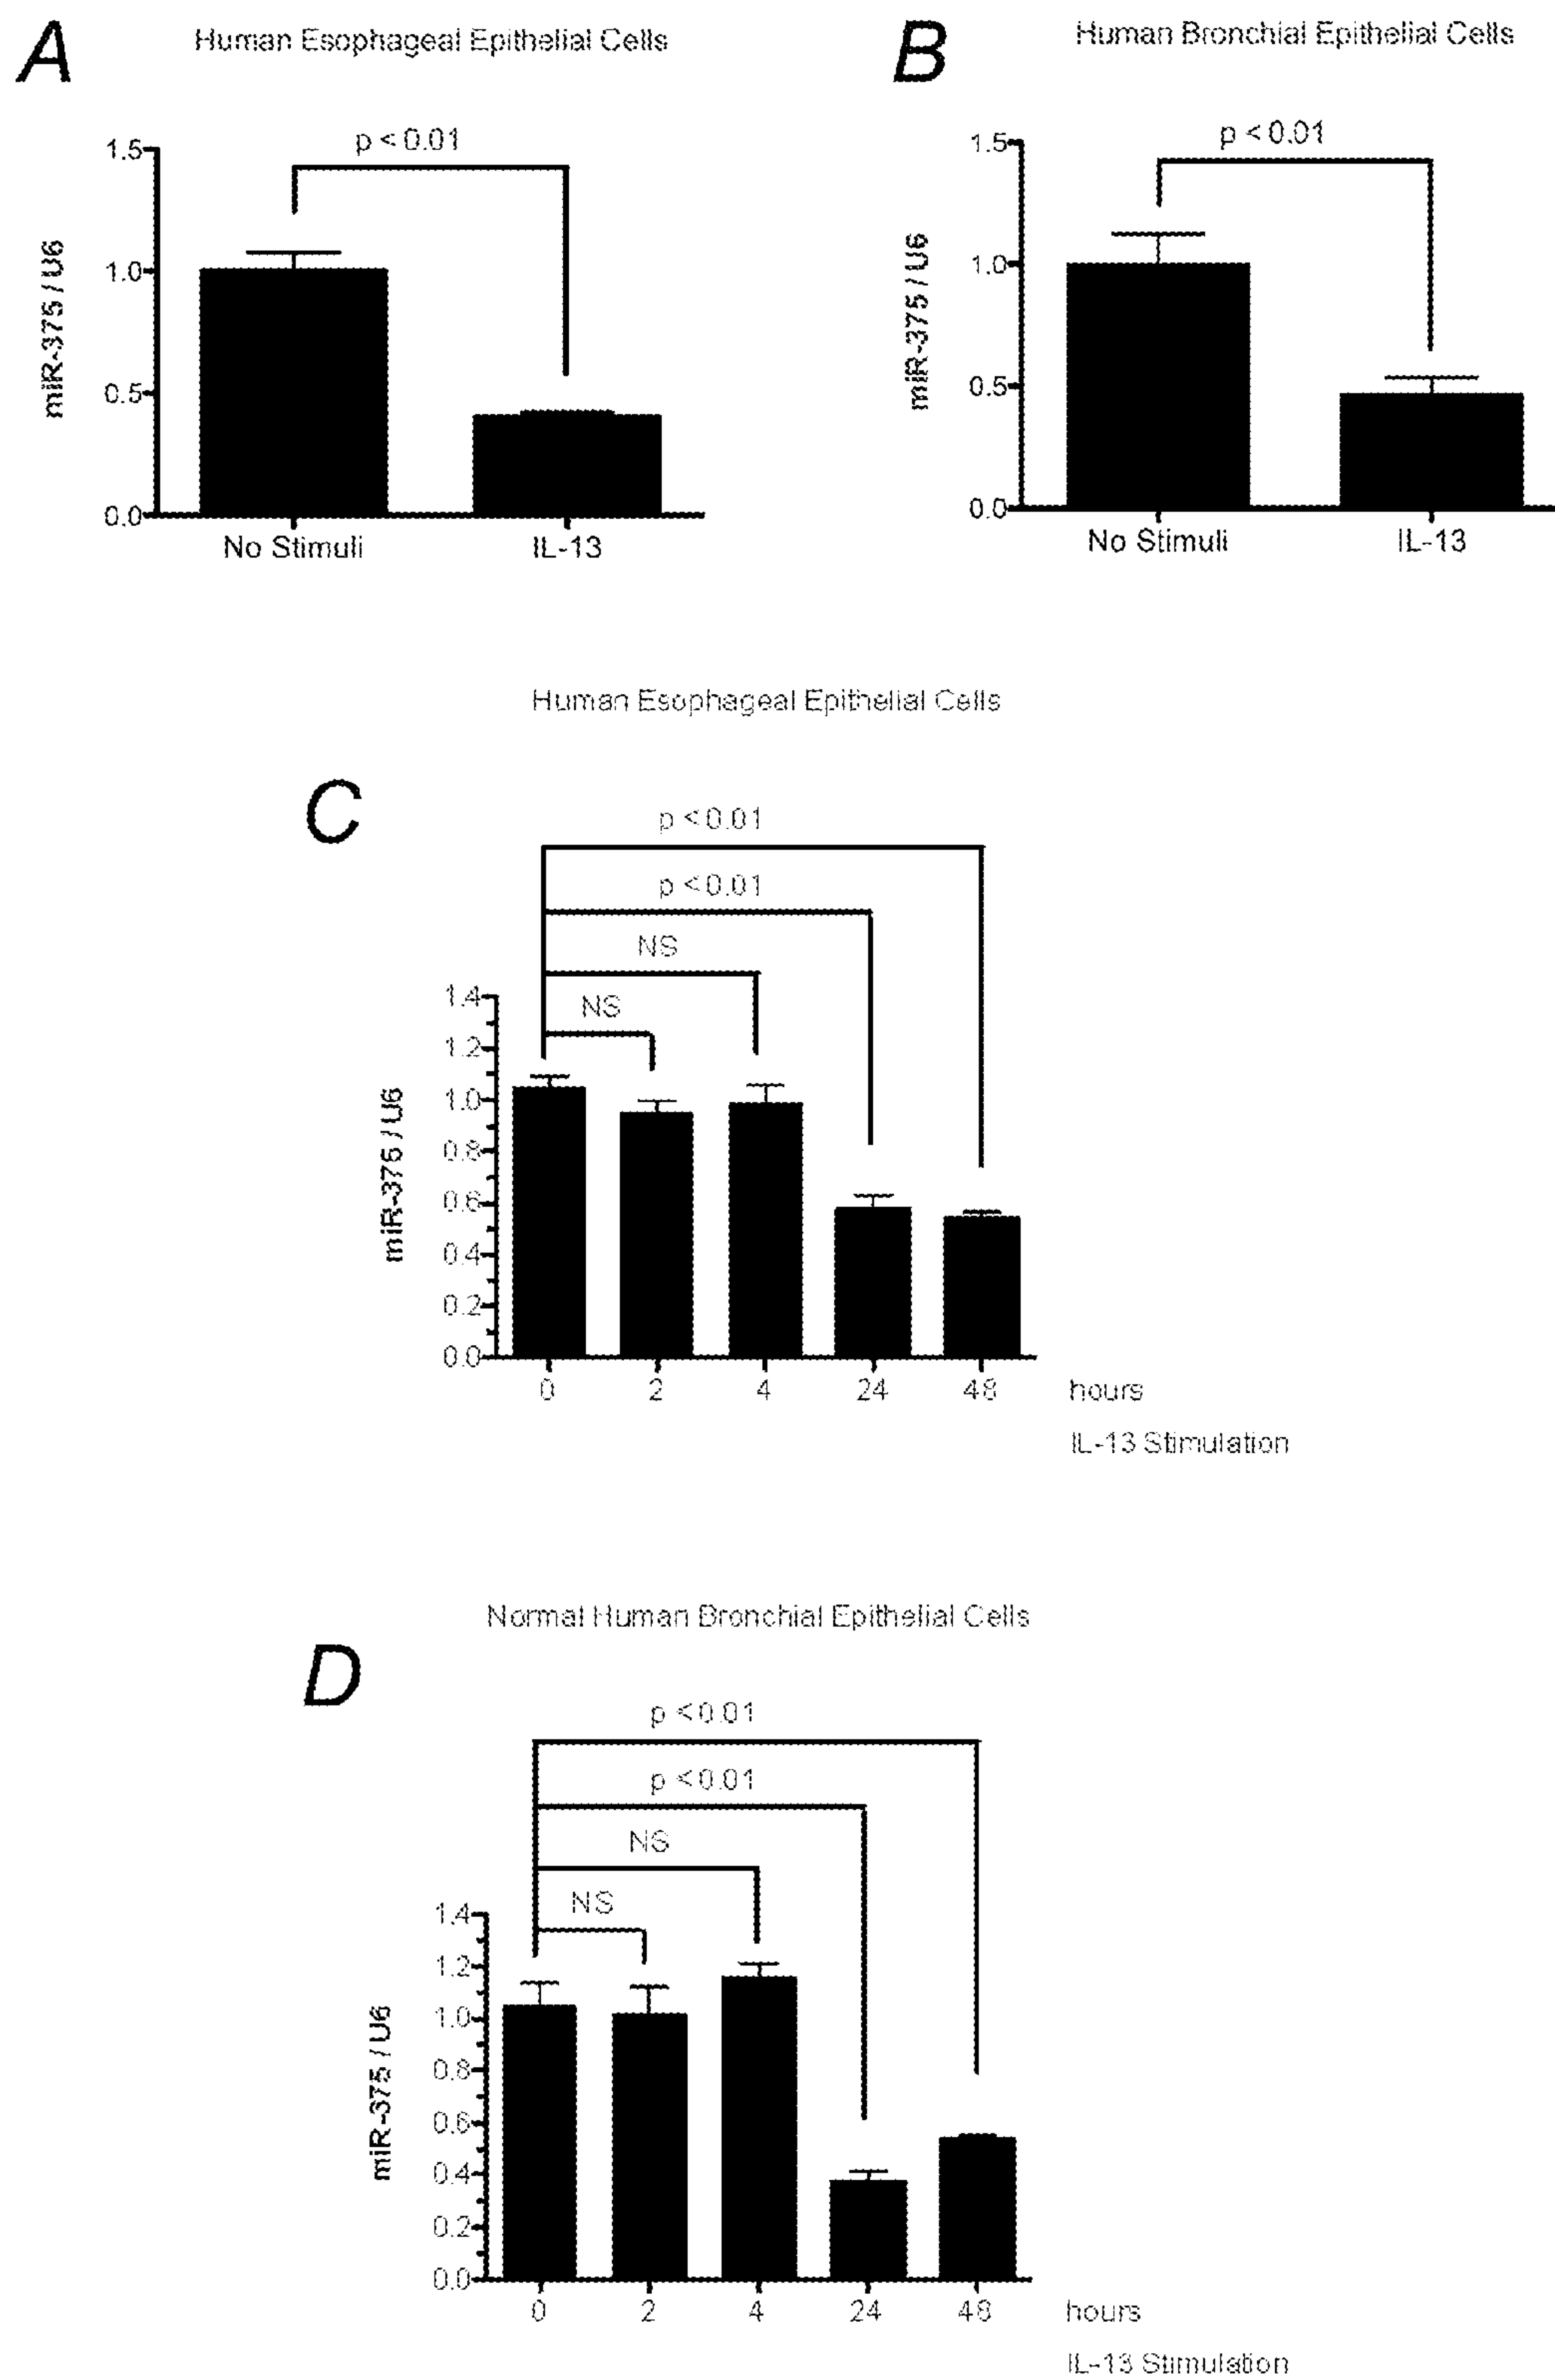 A
Human Esophageal Epithelial Cells
p < 0.01
1.5
1.0
0.5
0.0
miR-375 / U6
No Stimuli
IL-13
B
Human Bronchial Epithelial Cells
p < 0.01
1.5
1.0
0.5
0.0
miR-375 / U6
No Stimuli
IL-13
Human Esophageal Epithelial Cells
C
p < 0.01
p < 0.01
NS
NS
1.4
1.2
1.0
0.8
0.6
0.4
0.2
0.0
miR-375 / U6
0 2 4 24 48 hours
IL-13 Stimulation
Normal Human Bronchial Epithelial Cells
D
p < 0.01
p < 0.01
NS
NS
1.4
1.2
1.0
0.8
0.6
0.4
0.2
0.0
miR-375 / U6
0 2 4 24 48 hours
IL-13 Stimulation